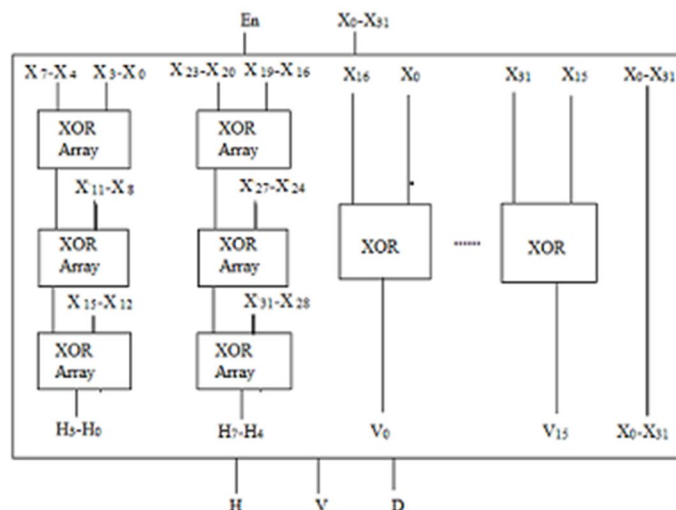 En X₀-X₃₁
X₇-X₄ X₃-X₀ X₂₃-X₂₀ X₁₉-X₁₆ X₁₆ X₀ X₃₁ X₁₅ X₀-X₃₁
XOR Array
XOR Array
X₁₁-X₈ X₂₇-X₂₄
XOR Array
XOR Array
XOR
......
XOR
X₁₅-X₁₂ X₃₁-X₂₈
XOR Array
XOR Array
H₃-H₀ H₇-H₄ V₀ V₁₅ X₀-X₃₁
H V D